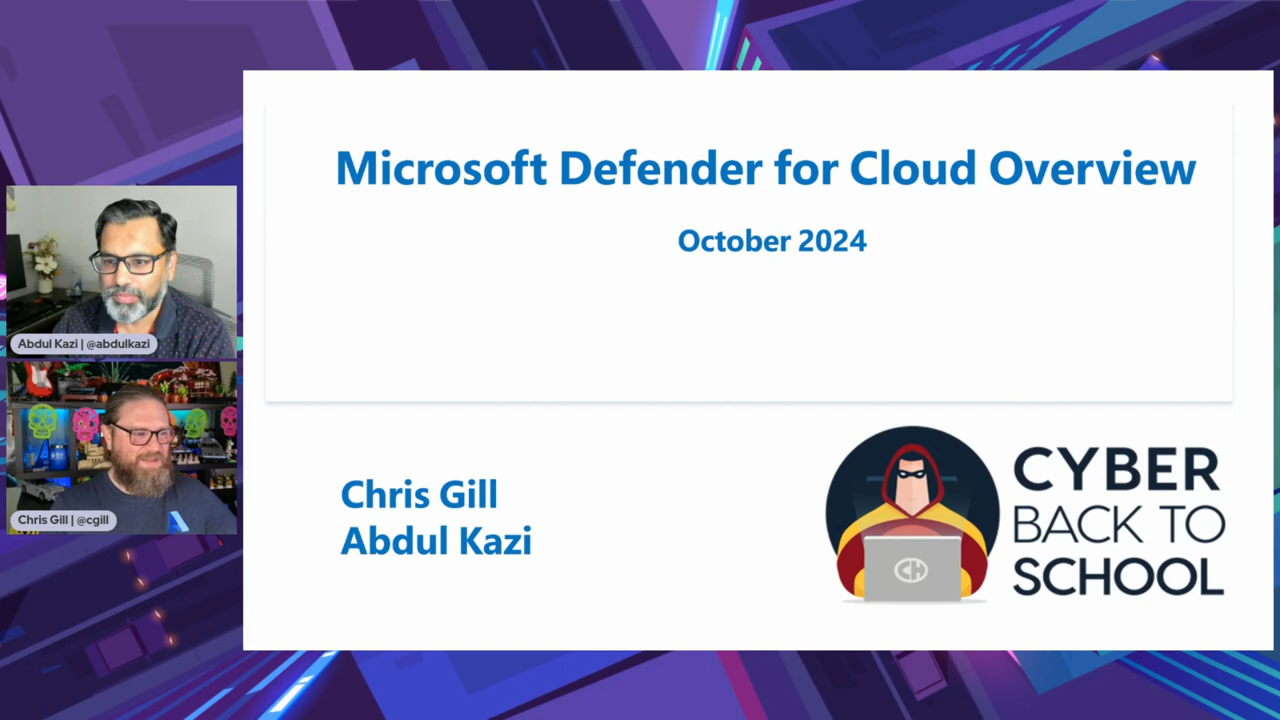 Microsoft Defender for Cloud Overview
October 2024
Abdul Kazi | @abdulkazi
Chris Gill | @cgill
Chris Gill
Abdul Kazi
CH
CYBER
BACK TO
SCHOOL